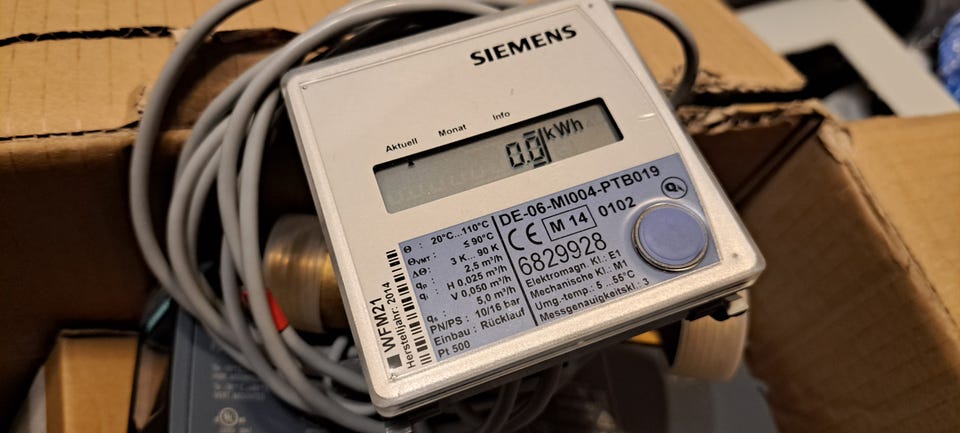 SIEMENS
Aktuell Monat Info
0.0 kWh
Θ : 20°C...110°C
ΘVMT : ≤ 90°C
ΔΘ : 3 K... 90 K
qp : 2,5 m³/h
qi : H 0.025 m³/h
V 0,050 m³/h
qs : 5,0 m³/h
PN/PS : 10/16 bar
Einbau : Rücklauf
Pt 500
DE-06-MI004-PTB019
CE M 14 0102
6829928
Elektromagn. Kl.: E1
Mechanische Kl.: M1
Umg.-temp.: 5 ...55°C
Messgenauigkeitskl.: 3
WFM21
Herstelljahr: 2014